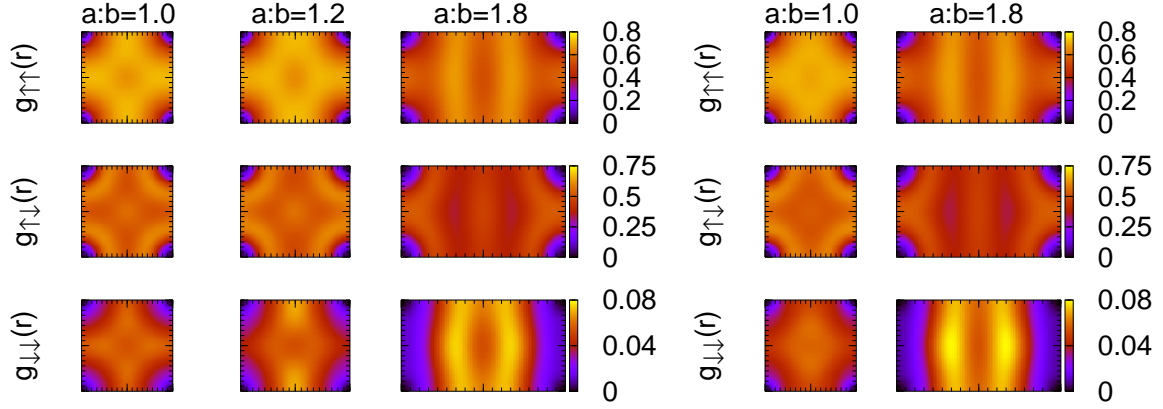 a:b=1.0 a:b=1.2 a:b=1.8 a:b=1.0 a:b=1.8
g↑↑(r) 0.8 0.6 0.4 0.2 0 g↑↑(r) 0.8 0.6 0.4 0.2 0
g↑↓(r) 0.75 0.5 0.25 0 g↑↓(r) 0.75 0.5 0.25 0
g↓↓(r) 0.08 0.04 0 g↓↓(r) 0.08 0.04 0